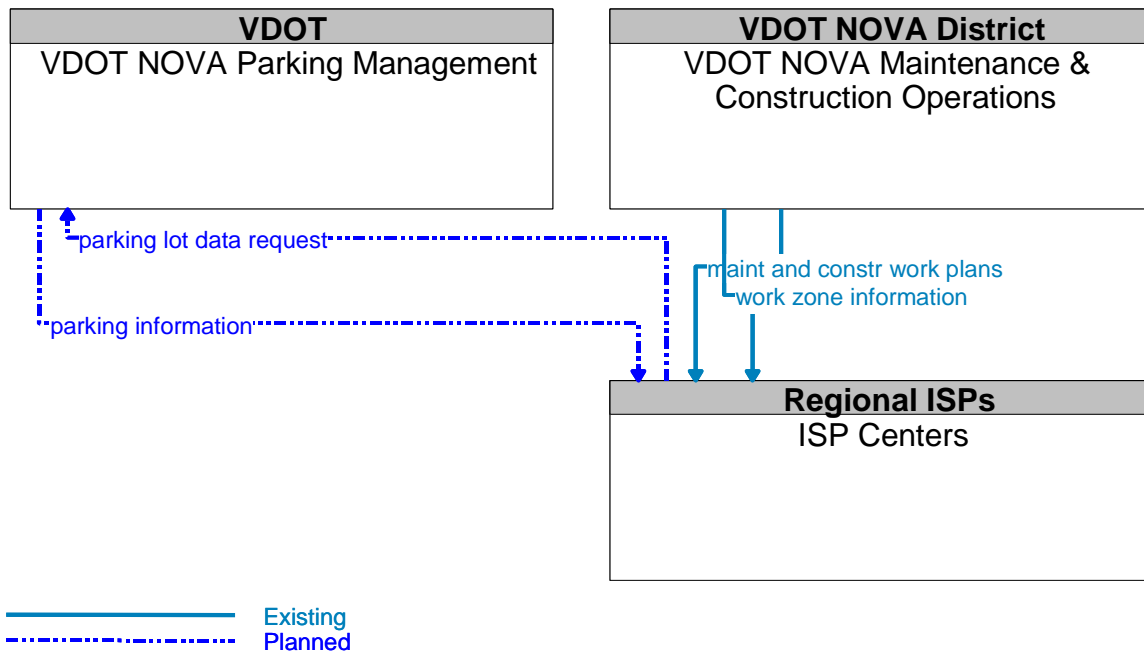 VDOT
VDOT NOVA Parking Management
VDOT NOVA District
VDOT NOVA Maintenance &
Construction Operations
parking lot data request
maint and constr work plans
work zone information
parking information
Regional ISPs
ISP Centers
Existing
Planned